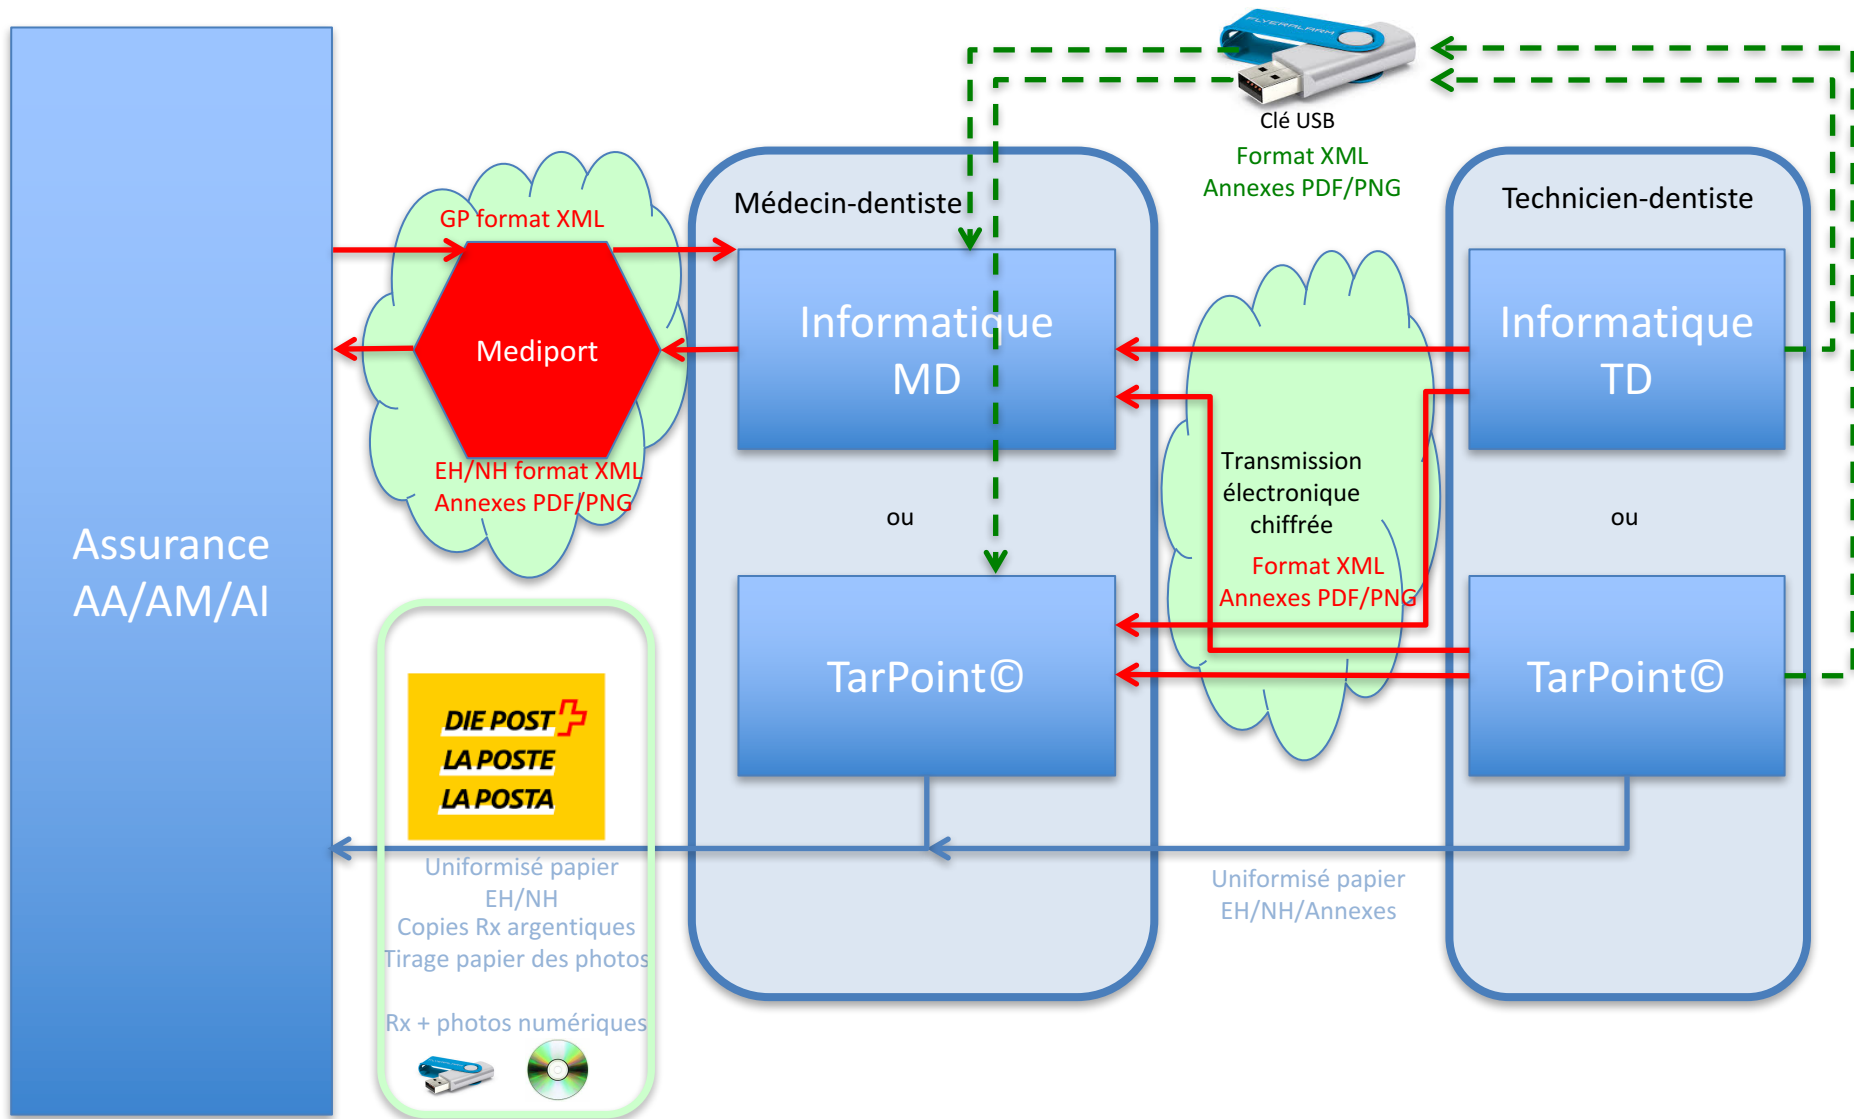 FLYERALARM
Clé USB
Format XML
Annexes PDF/PNG
Médecin-dentiste
Technicien-dentiste
GP format XML
Mediport
EH/NH format XML
Annexes PDF/PNG
Informatique
MD
Informatique
TD
Transmission
électronique
chiffrée
Format XML
Annexes PDF/PNG
ou
ou
Assurance
AA/AM/AI
TarPoint©
TarPoint©
DIE POST
LA POSTE
LA POSTA
Uniformisé papier
EH/NH
Copies Rx argentiques
Tirage papier des photos
Rx + photos numériques
Uniformisé papier
EH/NH/Annexes